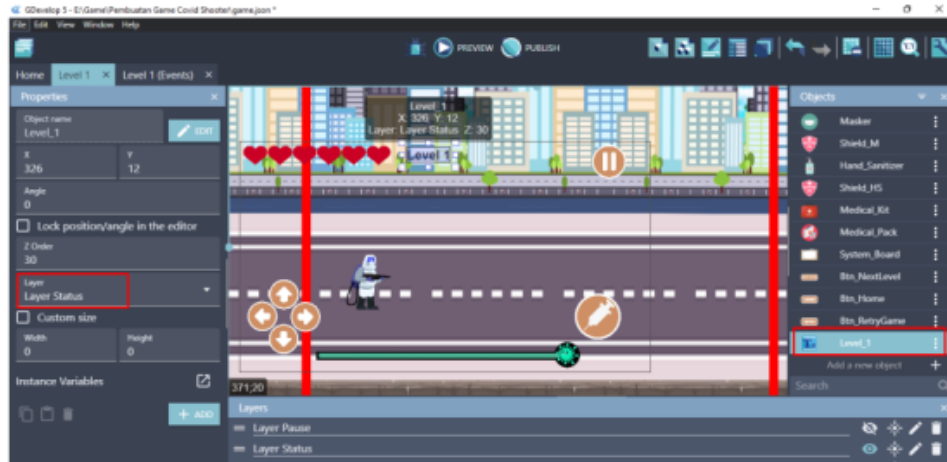 GDevelop 5 - E:\Game\Pembuatan Game Covid Shooter\game.json *
File Edit View Window Help
PREVIEW PUBLISH
Home Level 1 × Level 1 (Events) ×
Properties ×
Object name
Level_1
EDIT
X Y
326 12
Angle
0
Lock position/angle in the editor
Z Order
30
Layer
Layer Status
Custom size
Width Height
0 0
Instance Variables
+ ADD
Level_1
X: 326 Y: 12
Layer: Layer Status Z: 30
Level 1
371;20
Layers ×
Layer Pause
Layer Status
Objects ×
Masker
Shield_M
Hand_Sanitizer
Shield_HS
Medical_Kit
Medical_Pack
System_Board
Btn_NextLevel
Btn_Home
Btn_RetryGame
Level_1
Add a new object +
Search